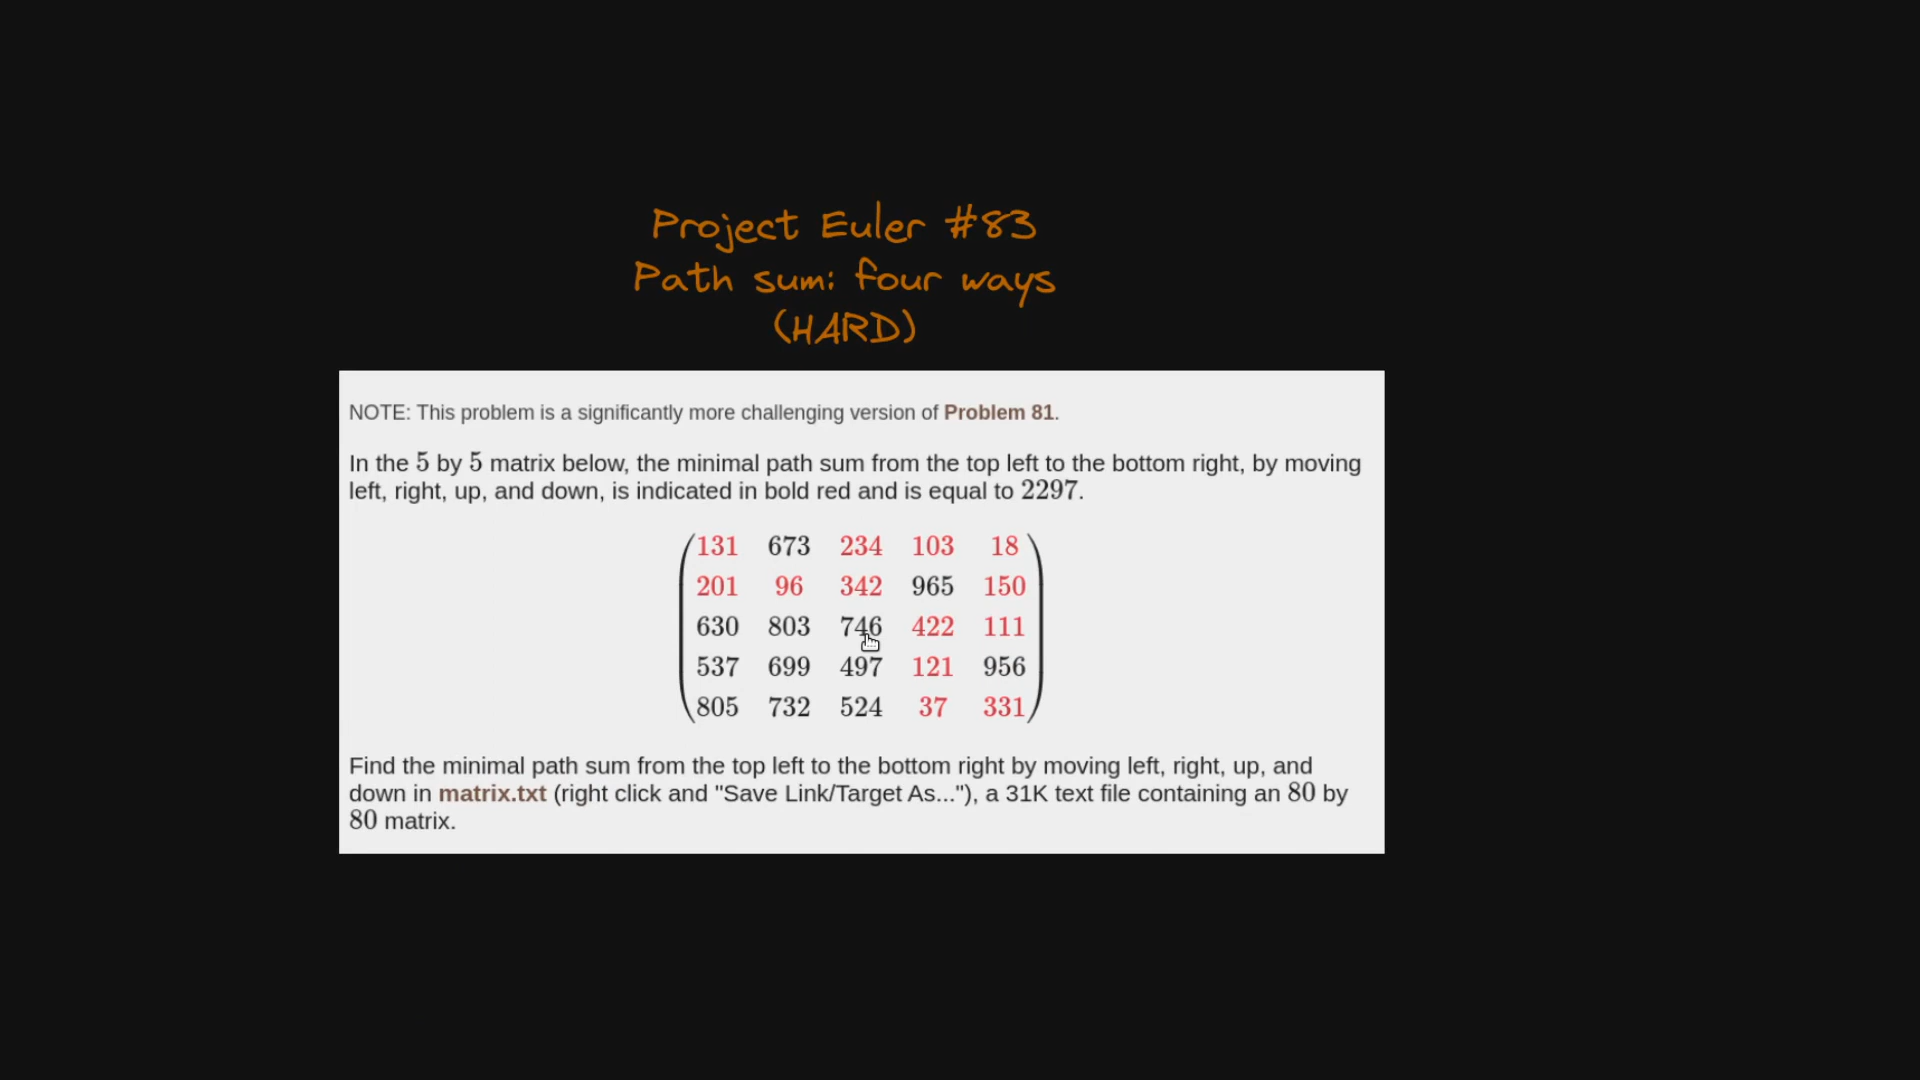 Project Euler #83
Path sum: four ways
(HARD)
NOTE: This problem is a significantly more challenging version of Problem 81.
In the 5 by 5 matrix below, the minimal path sum from the top left to the bottom right, by moving
left, right, up, and down, is indicated in bold red and is equal to 2297.
131 673 234 103 18
201 96 342 965 150
630 803 746 422 111
537 699 497 121 956
805 732 524 37 331
Find the minimal path sum from the top left to the bottom right by moving left, right, up, and
down in matrix.txt (right click and "Save Link/Target As..."), a 31K text file containing an 80 by
80 matrix.